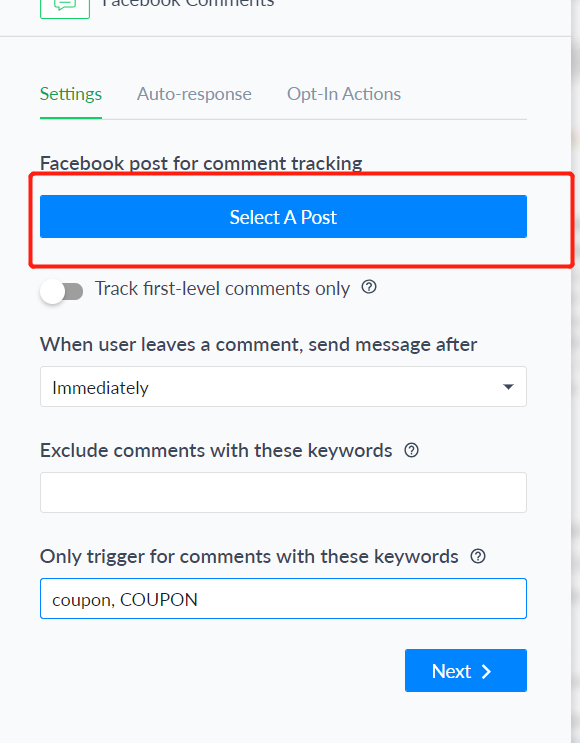 Facebook Comments
Settings Auto-response Opt-In Actions
Facebook post for comment tracking
Select A Post
Track first-level comments only
When user leaves a comment, send message after
Immediately
Exclude comments with these keywords
Only trigger for comments with these keywords
coupon, COUPON
Next